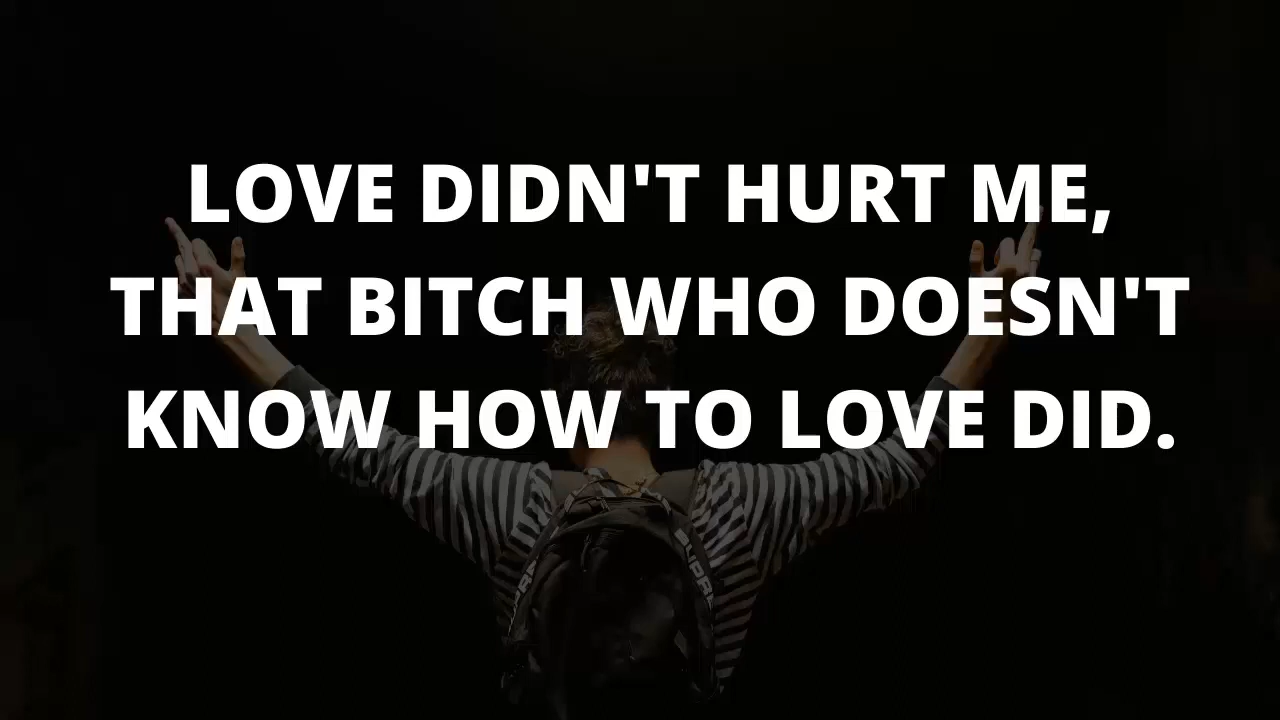 LOVE DIDN'T HURT ME,
THAT BITCH WHO DOESN'T
KNOW HOW TO LOVE DID.